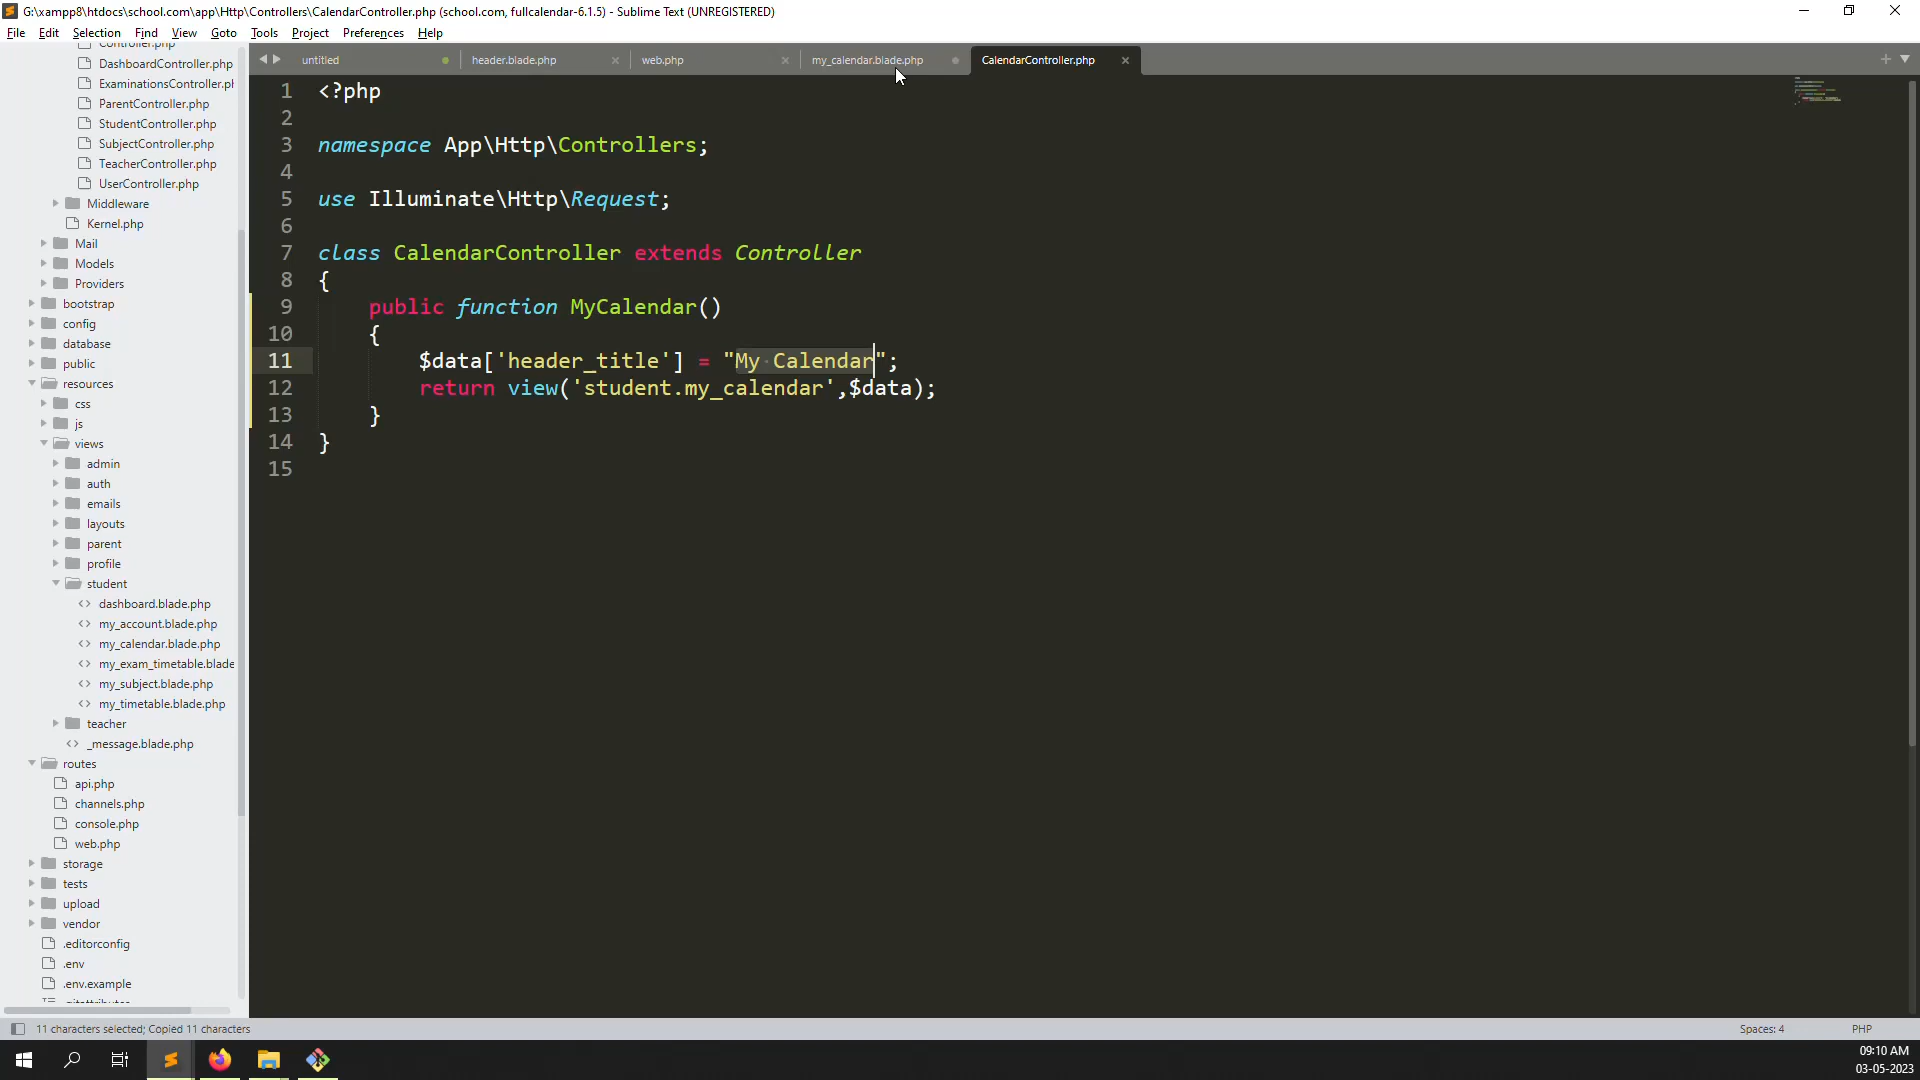 G:\xampp8\htdocs\school.com\app\Http\Controllers\CalendarController.php (school.com, fullcalendar-6.1.5) - Sublime Text (UNREGISTERED)
File Edit Selection Find View Goto Tools Project Preferences Help
untitled header.blade.php web.php my_calendar.blade.php CalendarController.php
Controller.php
DashboardController.php
ExaminationsController.ph
ParentController.php
StudentController.php
SubjectController.php
TeacherController.php
UserController.php
Middleware
Kernel.php
Mail
Models
Providers
bootstrap
config
database
public
resources
css
js
views
admin
auth
emails
layouts
parent
profile
student
dashboard.blade.php
my_account.blade.php
my_calendar.blade.php
my_exam_timetable.blade
my_subject.blade.php
my_timetable.blade.php
teacher
_message.blade.php
routes
api.php
channels.php
console.php
web.php
storage
tests
upload
vendor
.editorconfig
.env
.env.example
.gitattributes
1 <?php
2
3 namespace App\Http\Controllers;
4
5 use Illuminate\Http\Request;
6
7 class CalendarController extends Controller
8 {
9 public function MyCalendar()
10 {
11 $data['header_title'] = "My Calendar";
12 return view('student.my_calendar',$data);
13 }
14 }
15
11 characters selected; Copied 11 characters
Spaces: 4 PHP
09:10 AM
03-05-2023